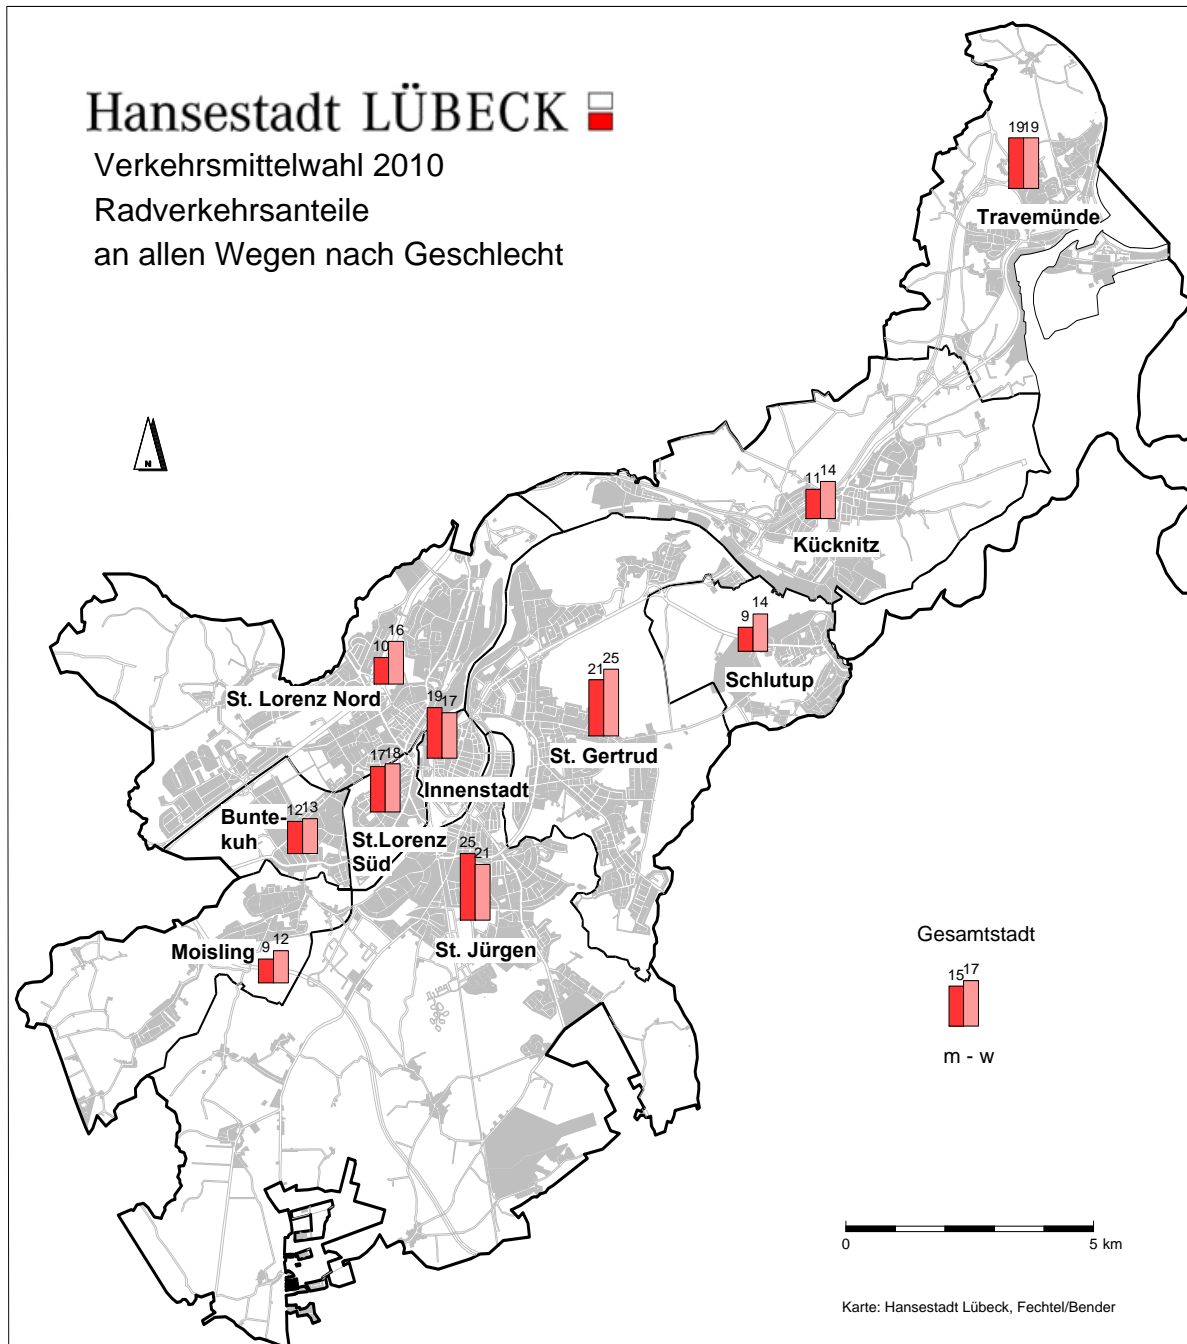 Hansestadt LÜBECK
Verkehrsmittelwahl 2010
Radverkehrsanteile
an allen Wegen nach Geschlecht
19 19
Travemünde
N
11 14
Kücknitz
9 14
Schlutup
10 16
St. Lorenz Nord
21 25
St. Gertrud
19 17
Innenstadt
17 18
St.Lorenz
Süd
12 13
Bunte-
kuh
25 21
St. Jürgen
9 12
Moisling
Gesamtstadt
15 17
m - w
0 5 km
Karte: Hansestadt Lübeck, Fechtel/Bender